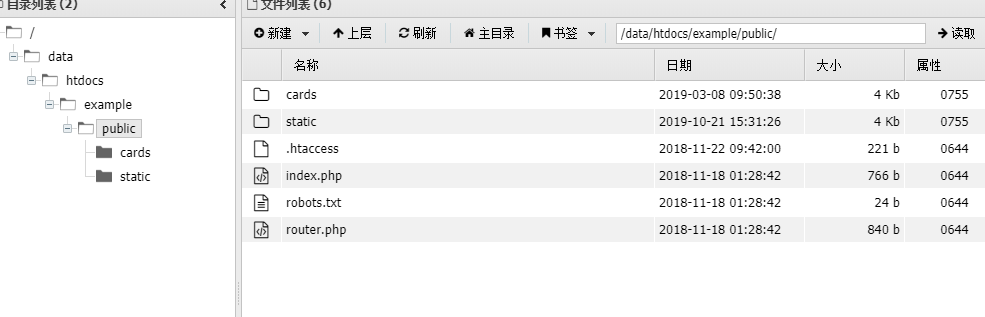 目录列表 (2)
/
data
htdocs
example
public
cards
static
文件列表 (6)
新建 上层 刷新 主目录 书签 /data/htdocs/example/public/ 读取
名称 日期 大小 属性
cards 2019-03-08 09:50:38 4 Kb 0755
static 2019-10-21 15:31:26 4 Kb 0755
.htaccess 2018-11-22 09:42:00 221 b 0644
index.php 2018-11-18 01:28:42 766 b 0644
robots.txt 2018-11-18 01:28:42 24 b 0644
router.php 2018-11-18 01:28:42 840 b 0644